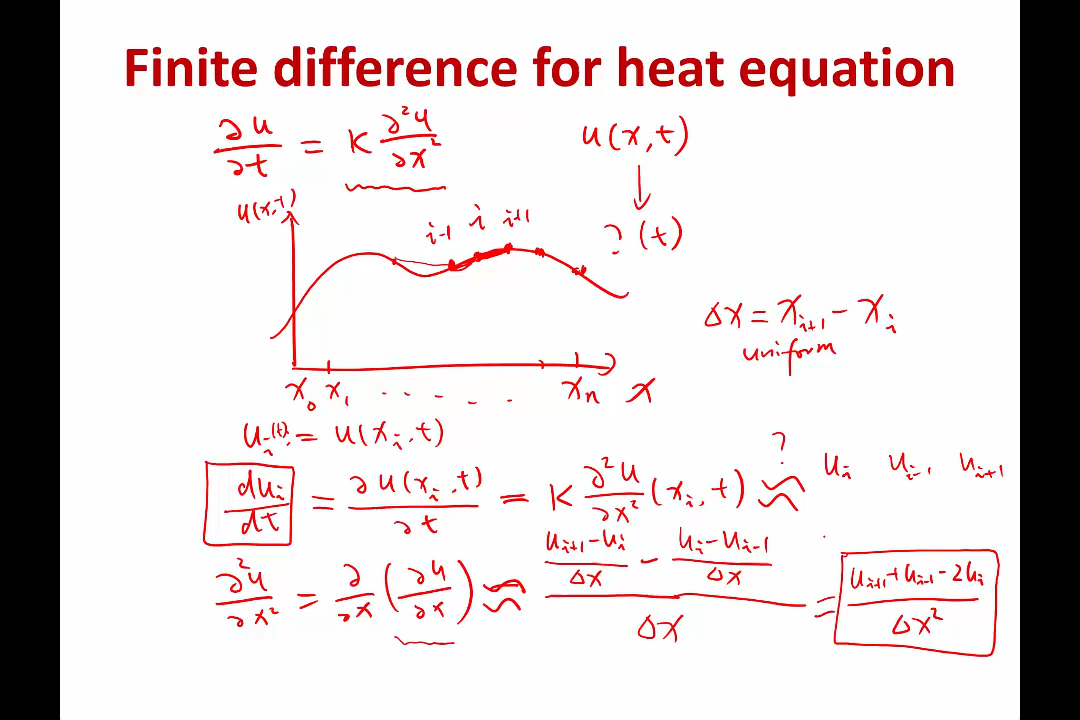 Finite difference for heat equation
∂u/∂t = K ∂²u/∂x²
u(x,t)
u(x,t)
i-1 i i+1
? (t)
Δx = x_{i+1} - x_i
uniform
x_0 x_1 ...... x_n x
u_i(t) = u(x_i,t)
?
du_i/dt = ∂u(x_i,t)/∂t = K ∂²u/∂x² (x_i,t) ≈ u_i u_{i-1} u_{i+1}
∂²u/∂x² = ∂/∂x (∂u/∂x) ≈ ((u_{i+1}-u_i)/Δx - (u_i-u_{i-1})/Δx)/Δx = (u_{i+1}+u_{i-1}-2u_i)/Δx²